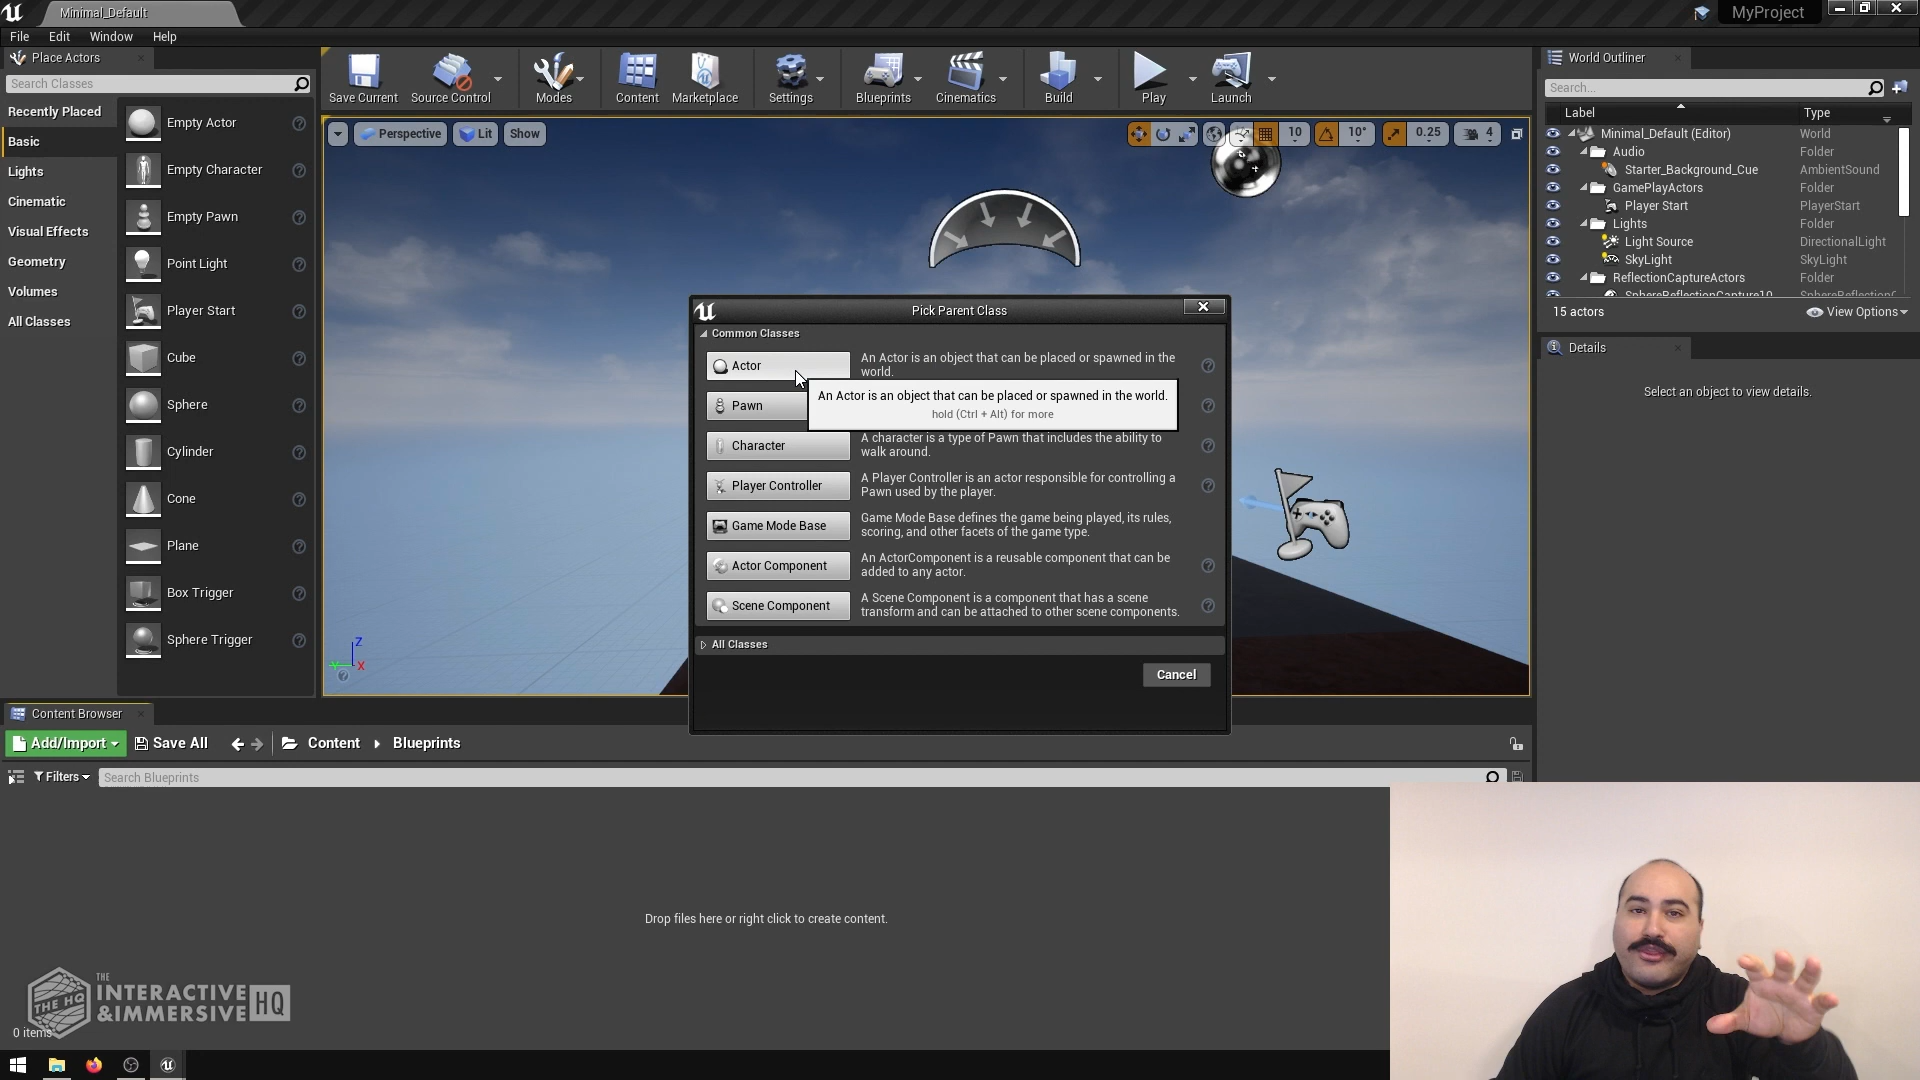 Minimal_Default
MyProject
File Edit Window Help
Place Actors
Search Classes
Recently Placed
Basic
Lights
Cinematic
Visual Effects
Geometry
Volumes
All Classes
Empty Actor
Empty Character
Empty Pawn
Point Light
Player Start
Cube
Sphere
Cylinder
Cone
Plane
Box Trigger
Sphere Trigger
Save Current Source Control Modes Content Marketplace Settings Blueprints Cinematics Build Play Launch
Perspective Lit Show
10 10° 0.25 4
Z
Y X
Pick Parent Class
Common Classes
Actor
An Actor is an object that can be placed or spawned in the
world.
An Actor is an object that can be placed or spawned in the world.
hold (Ctrl + Alt) for more
Pawn
Character
A character is a type of Pawn that includes the ability to
walk around.
Player Controller
A Player Controller is an actor responsible for controlling a
Pawn used by the player.
Game Mode Base
Game Mode Base defines the game being played, its rules,
scoring, and other facets of the game type.
Actor Component
An ActorComponent is a reusable component that can be
added to any actor.
Scene Component
A Scene Component is a component that has a scene
transform and can be attached to other scene components.
All Classes
Cancel
World Outliner
Search...
Label Type
Minimal_Default (Editor) World
Audio Folder
Starter_Background_Cue AmbientSound
GamePlayActors Folder
Player Start PlayerStart
Lights Folder
Light Source DirectionalLight
SkyLight SkyLight
ReflectionCaptureActors Folder
SphereReflectionCapture10 SphereReflectionC
15 actors View Options
Details
Select an object to view details.
Content Browser
Add/Import Save All Content Blueprints
Filters Search Blueprints
Drop files here or right click to create content.
THE HQ
THE
INTERACTIVE
&IMMERSIVE HQ
0 items